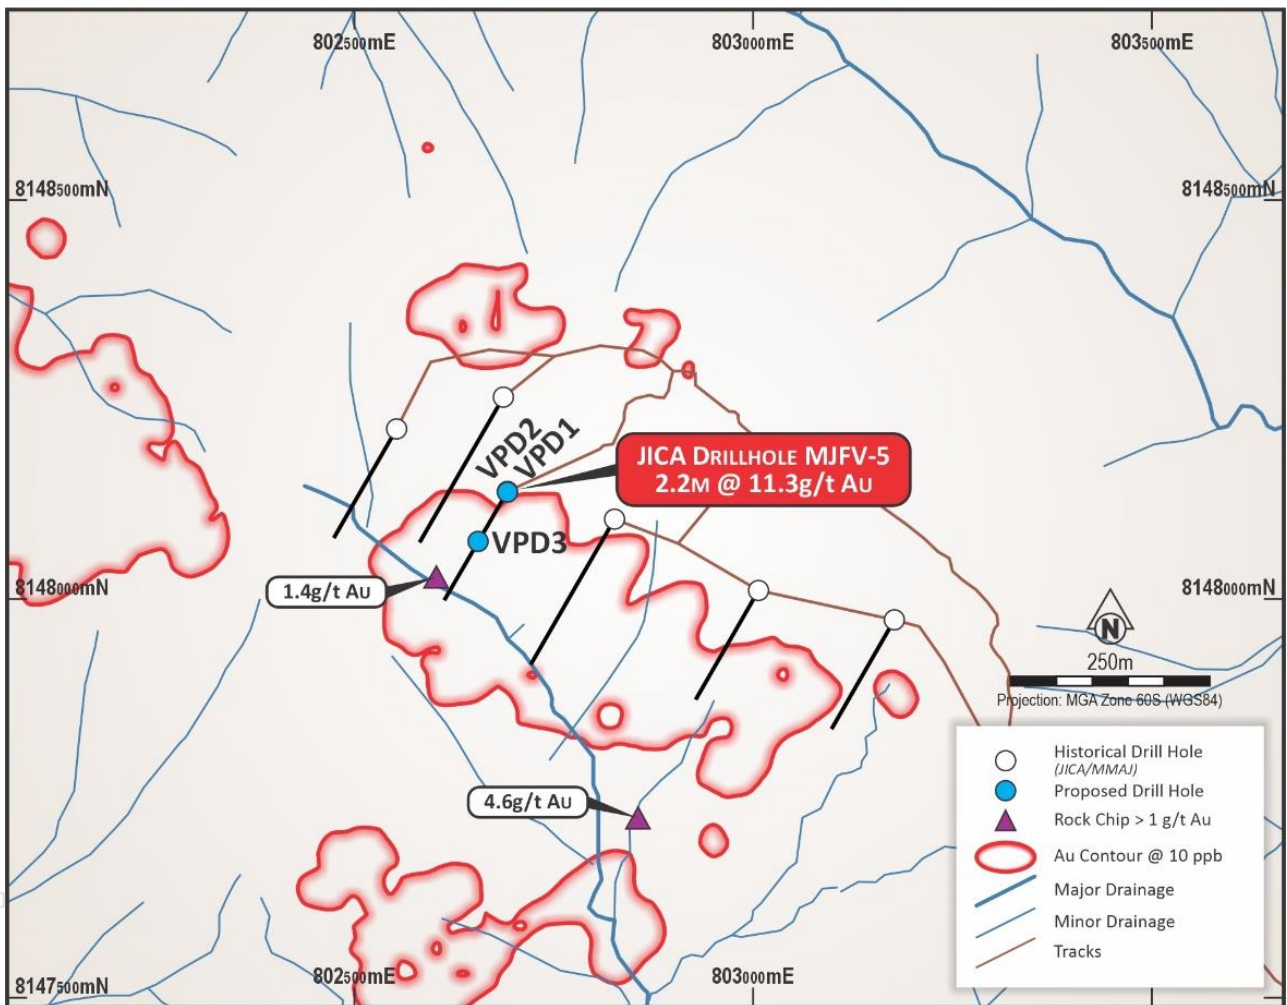 802500mE
803000mE
803500mE
8148500mN
8148500mN
VPD2
VPD1
JICA DRILLHOLE MJFV-5
2.2M @ 11.3g/t AU
VPD3
1.4g/t AU
8148000mN
8148000mN
N
250m
Projection: MGA Zone 60S (WGS84)
4.6g/t AU
Historical Drill Hole
(JICA/MMAJ)
Proposed Drill Hole
Rock Chip > 1 g/t Au
Au Contour @ 10 ppb
Major Drainage
Minor Drainage
Tracks
802500mE
803000mE
8147500mN